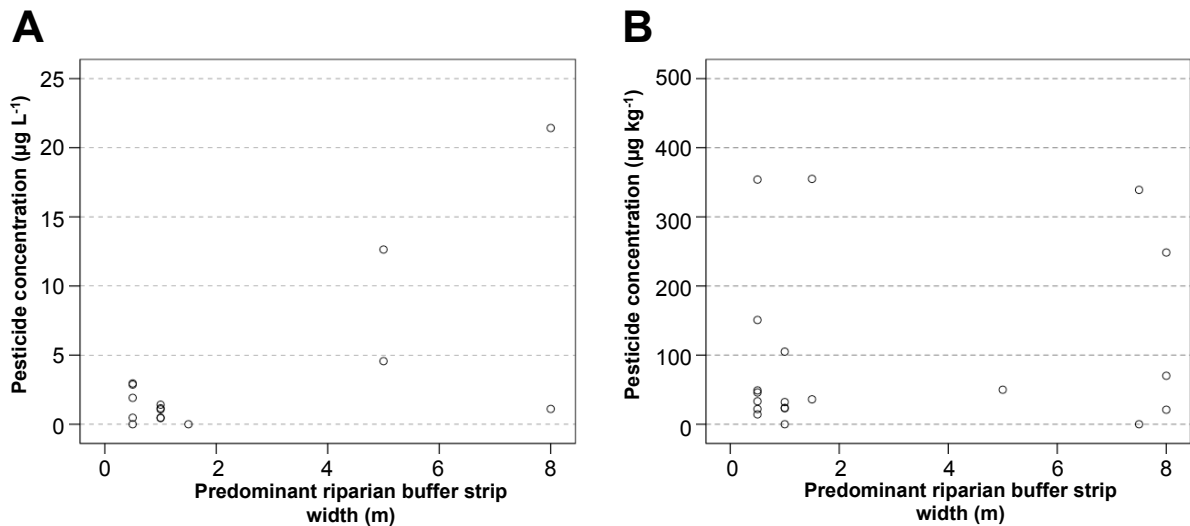 A
Pesticide concentration (µg L-1)
25
20
15
10
5
0
0 2 4 6 8
Predominant riparian buffer strip
width (m)
B
Pesticide concentration (µg kg-1)
500
400
300
200
100
0
0 2 4 6 8
Predominant riparian buffer strip
width (m)